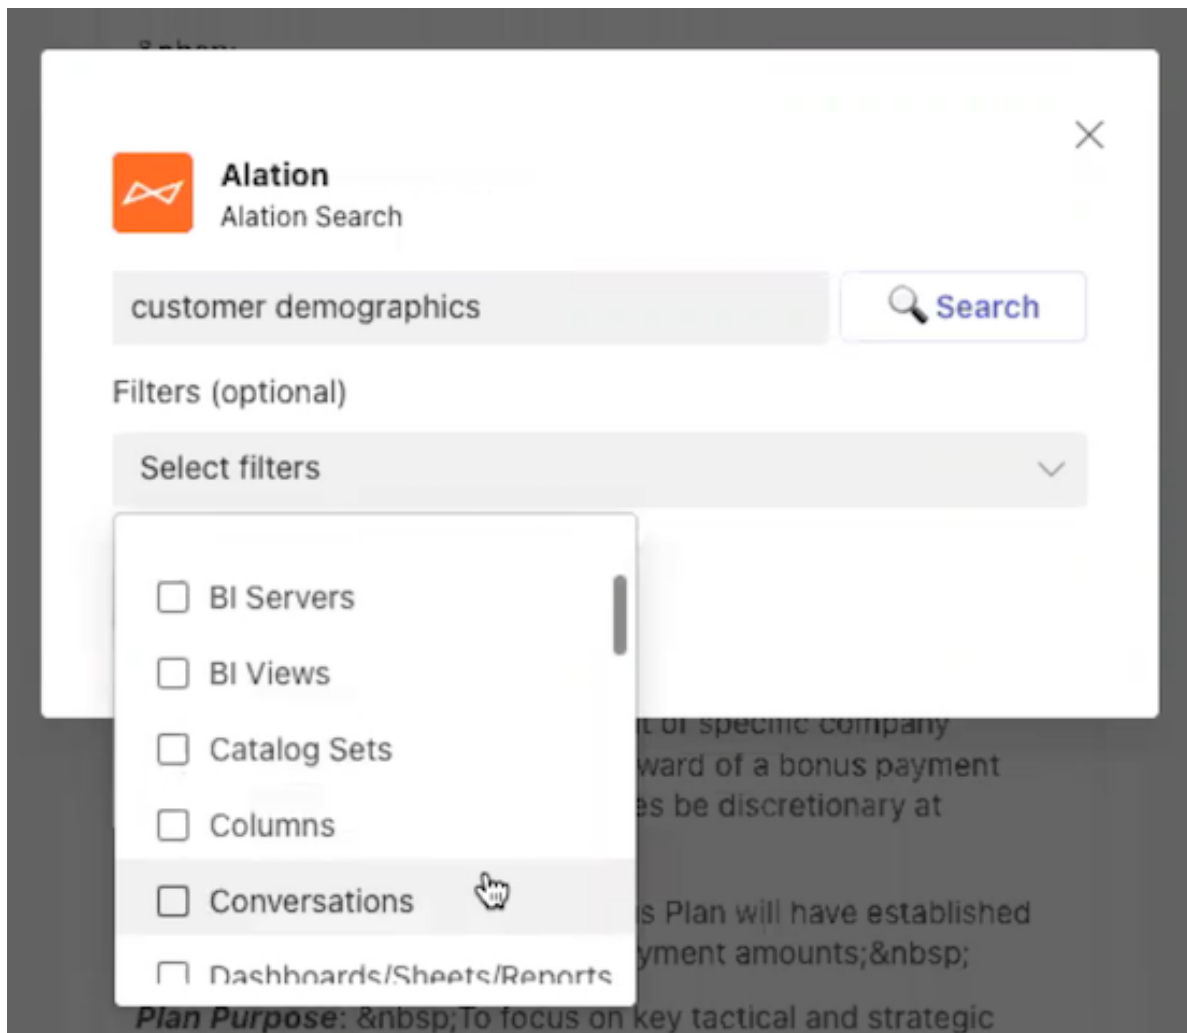 &nbsp;
Alation
Alation Search
customer demographics
Search
Filters (optional)
Select filters
BI Servers
BI Views
Catalog Sets
Columns
Conversations
Dashboards/Sheets/Reports
of specific company
ward of a bonus payment
es be discretionary at
s Plan will have established
yment amounts;&nbsp;
Plan Purpose: &nbsp;To focus on key tactical and strategic